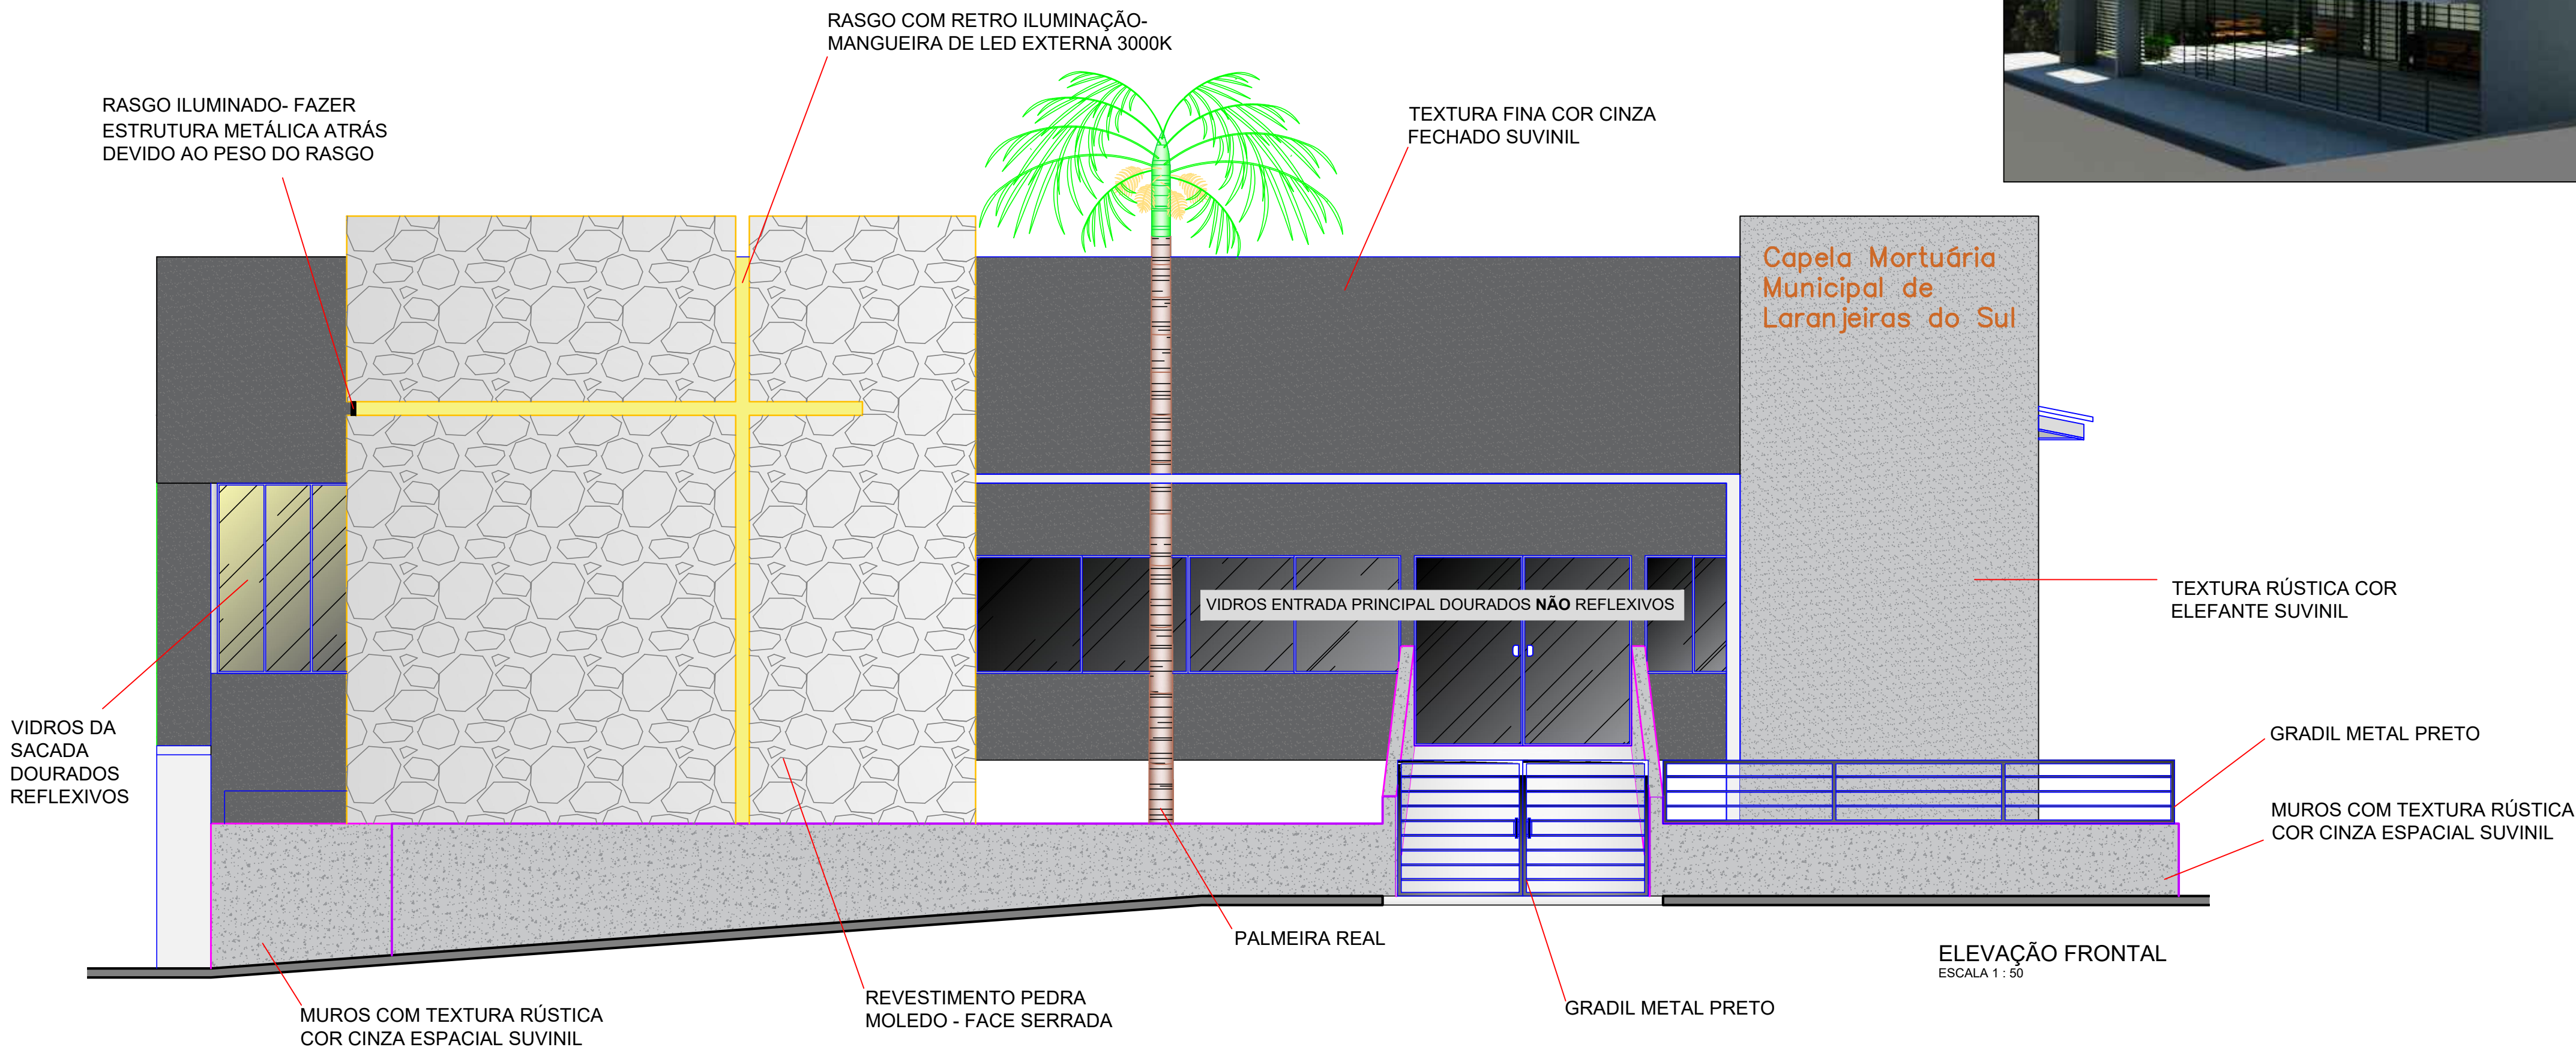 RASGO COM RETRO ILUMINAÇÃO-
MANGUEIRA DE LED EXTERNA 3000K
RASGO ILUMINADO- FAZER
ESTRUTURA METÁLICA ATRÁS
DEVIDO AO PESO DO RASGO
TEXTURA FINA COR CINZA
FECHADO SUVINIL
Capela Mortuária
Municipal de
Laranjeiras do Sul
VIDROS ENTRADA PRINCIPAL DOURADOS NÃO REFLEXIVOS
TEXTURA RÚSTICA COR
ELEFANTE SUVINIL
VIDROS DA
SACADA
DOURADOS
REFLEXIVOS
GRADIL METAL PRETO
MUROS COM TEXTURA RÚSTICA
COR CINZA ESPACIAL SUVINIL
PALMEIRA REAL
ELEVAÇÃO FRONTAL
ESCALA 1 : 50
REVESTIMENTO PEDRA
MOLEDO - FACE SERRADA
GRADIL METAL PRETO
MUROS COM TEXTURA RÚSTICA
COR CINZA ESPACIAL SUVINIL